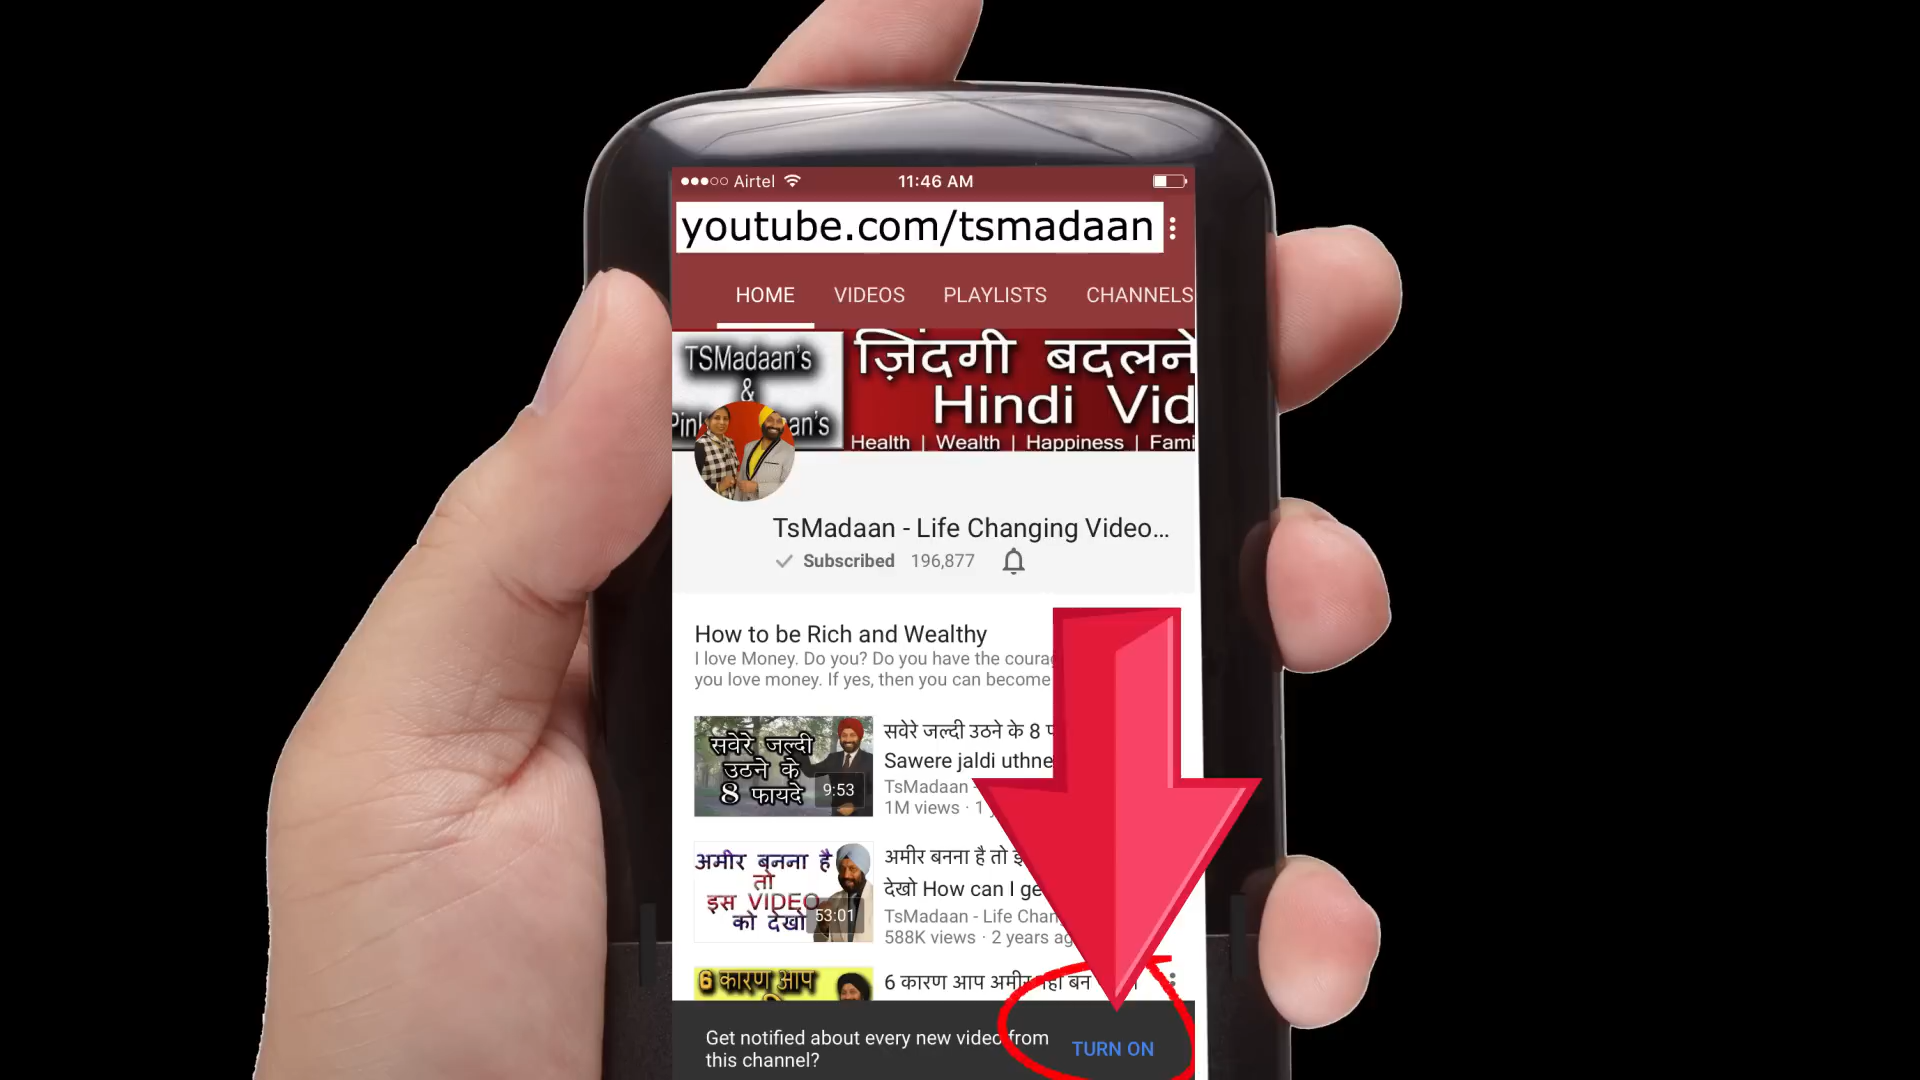 Airtel
11:46 AM
youtube.com/tsmadaan
HOME VIDEOS PLAYLISTS CHANNELS
TSMadaan's
&
ज़िंदगी बदलने
Hindi Vid
Health | Wealth | Happiness | Fami
TsMadaan - Life Changing Video...
Subscribed 196,877
How to be Rich and Wealthy
I love Money. Do you? Do you have the coura
you love money. If yes, then you can become
सवेरे जल्दी
उठने के
8 फायदे
9:53
सवेरे जल्दी उठने के 8
Sawere jaldi uthne
TsMadaan -
1M views · 1
अमीर बनना है
तो
इस VIDEO
को देखो
53:01
अमीर बनना है तो
देखो How can I ge
TsMadaan - Life Chan
588K views · 2 years ag
6 कारण आप
6 कारण आप अमीर नहीं बन
Get notified about every new video from
this channel?
TURN ON